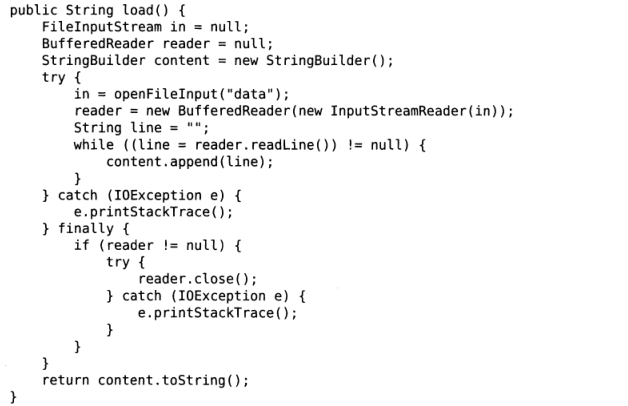 public String load() {
    FileInputStream in = null;
    BufferedReader reader = null;
    StringBuilder content = new StringBuilder();
    try {
        in = openFileInput("data");
        reader = new BufferedReader(new InputStreamReader(in));
        String line = "";
        while ((line = reader.readLine()) != null) {
            content.append(line);
        }
    } catch (IOException e) {
        e.printStackTrace();
    } finally {
        if (reader != null) {
            try {
                reader.close();
            } catch (IOException e) {
                e.printStackTrace();
            }
        }
    }
    return content.toString();
}